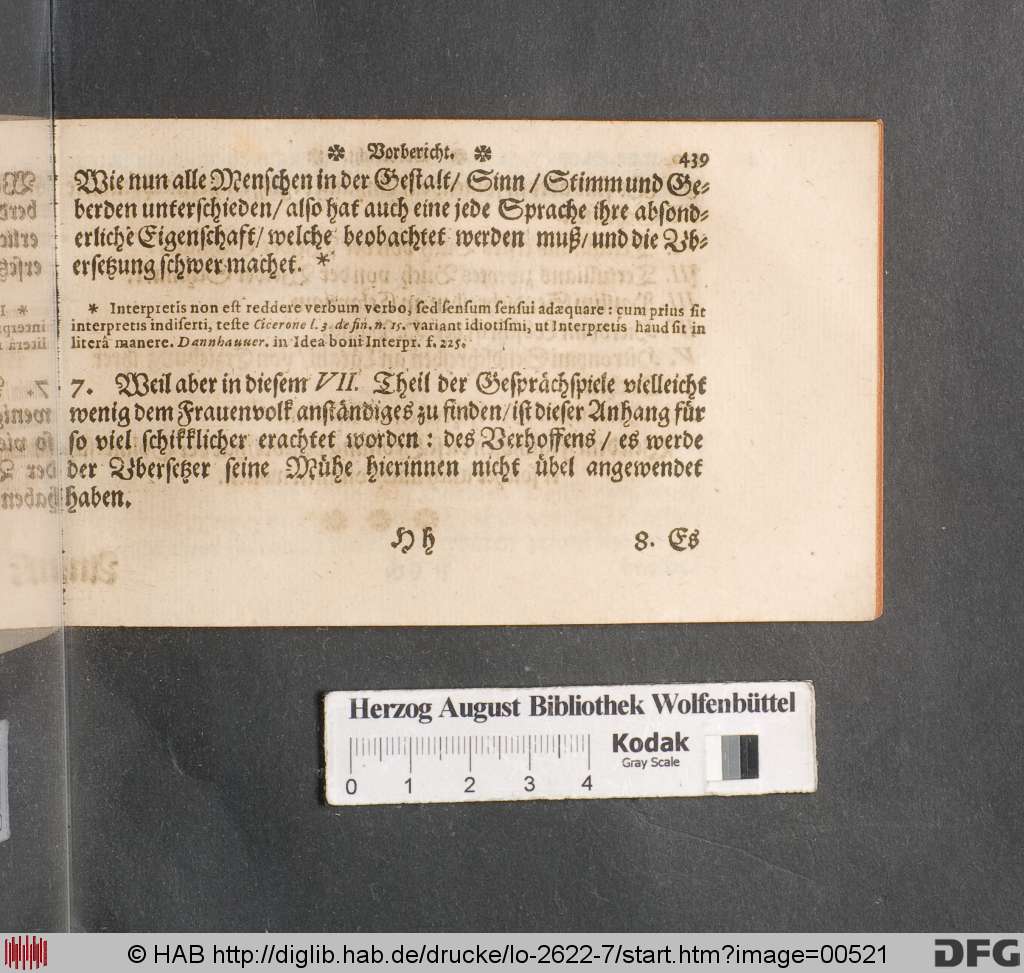 ✼ Vorbericht. ✼ 439
Wie nun alle Menschen in der Gestalt/ Sinn / Stimm und Ge-
berden unterschieden/ also hat auch eine jede Sprache ihre absond-
erliche Eigenschaft/ welche beobachtet werden muß/ und die Vb-
ersetzung schwer machet. *
* Interpretis non est reddere verbum verbo, sed sensum sensui adæquare : cum prius sit
interpretis indiserti, teste Cicerone l. 3. de fin. n. 15. variant idiotismi, ut Interpretis haud sit in
literâ manere. Dannhauuer. in Idea boni Interpr. f. 225.
7. Weil aber in diesem VII. Theil der Gesprächspiele vielleicht
wenig dem Frauenvolk anständiges zu finden/ ist dieser Anhang für
so viel schikklicher erachtet worden : des Verhoffens / es werde
der Vbersetzer seine Mühe hierinnen nicht übel angewendet
haben.
H h 8. Es
Herzog August Bibliothek Wolfenbüttel
Kodak
Gray Scale
0 1 2 3 4
© HAB http://diglib.hab.de/drucke/lo-2622-7/start.htm?image=00521
DFG